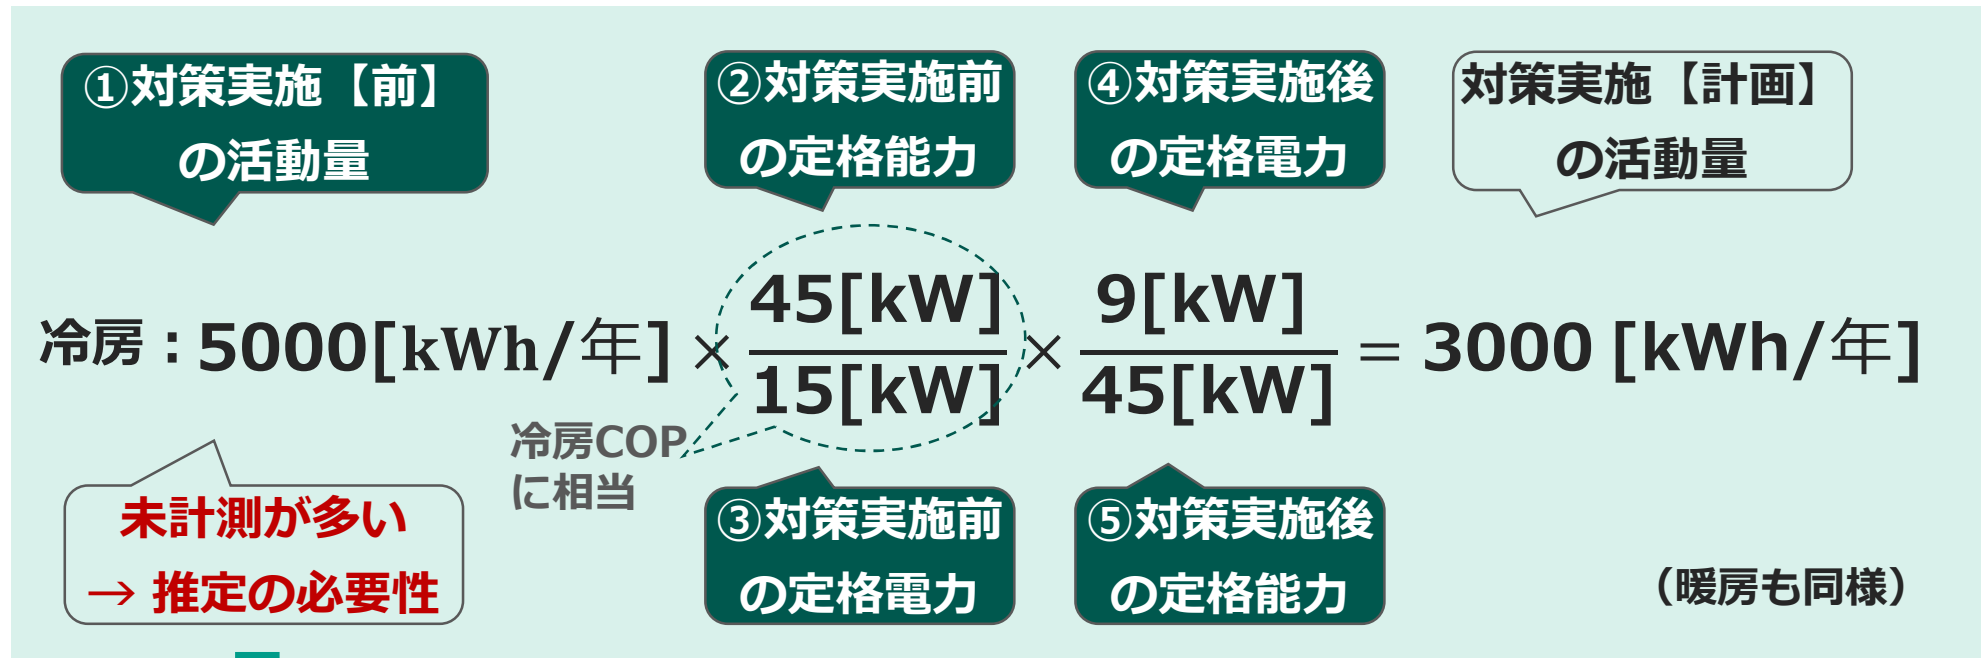 ①対策実施【前】
の活動量
②対策実施前
の定格能力
④対策実施後
の定格電力
対策実施【計画】
の活動量
冷房：5000[kWh/年] × 45[kW] / 15[kW] × 9[kW] / 45[kW] = 3000 [kWh/年]
冷房COP
に相当
未計測が多い
→ 推定の必要性
③対策実施前
の定格電力
⑤対策実施後
の定格能力
（暖房も同様）